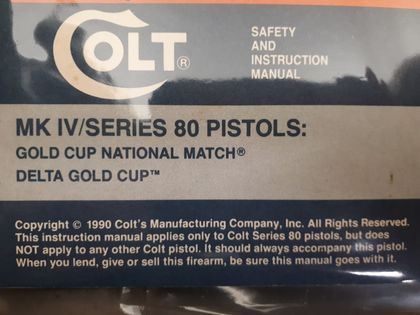 COLT®
SAFETY
AND
INSTRUCTION
MANUAL
MK IV/SERIES 80 PISTOLS:
GOLD CUP NATIONAL MATCH®
DELTA GOLD CUP™
Copyright © 1990 Colt's Manufacturing Company, Inc. All Rights Reserved.
This instruction manual applies only to Colt Series 80 pistols, but does
NOT apply to any other Colt pistol. It should always accompany this pistol.
When you lend, give or sell this firearm, be sure this manual goes with it.